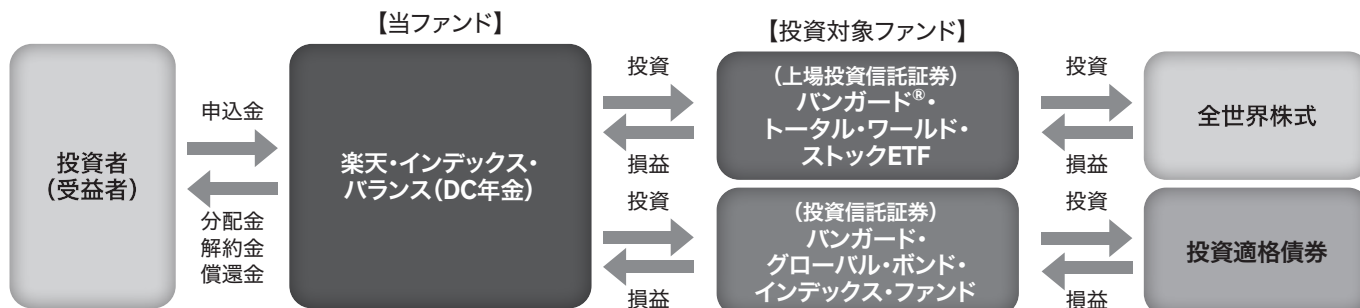 【当ファンド】
【投資対象ファンド】
投資者
(受益者)
申込金
分配金
解約金
償還金
楽天・インデックス・
バランス(DC年金)
投資
損益
投資
損益
(上場投資信託証券)
バンガード®・
トータル・ワールド・
ストックETF
(投資信託証券)
バンガード・
グローバル・ボンド・
インデックス・ファンド
投資
損益
投資
損益
全世界株式
投資適格債券